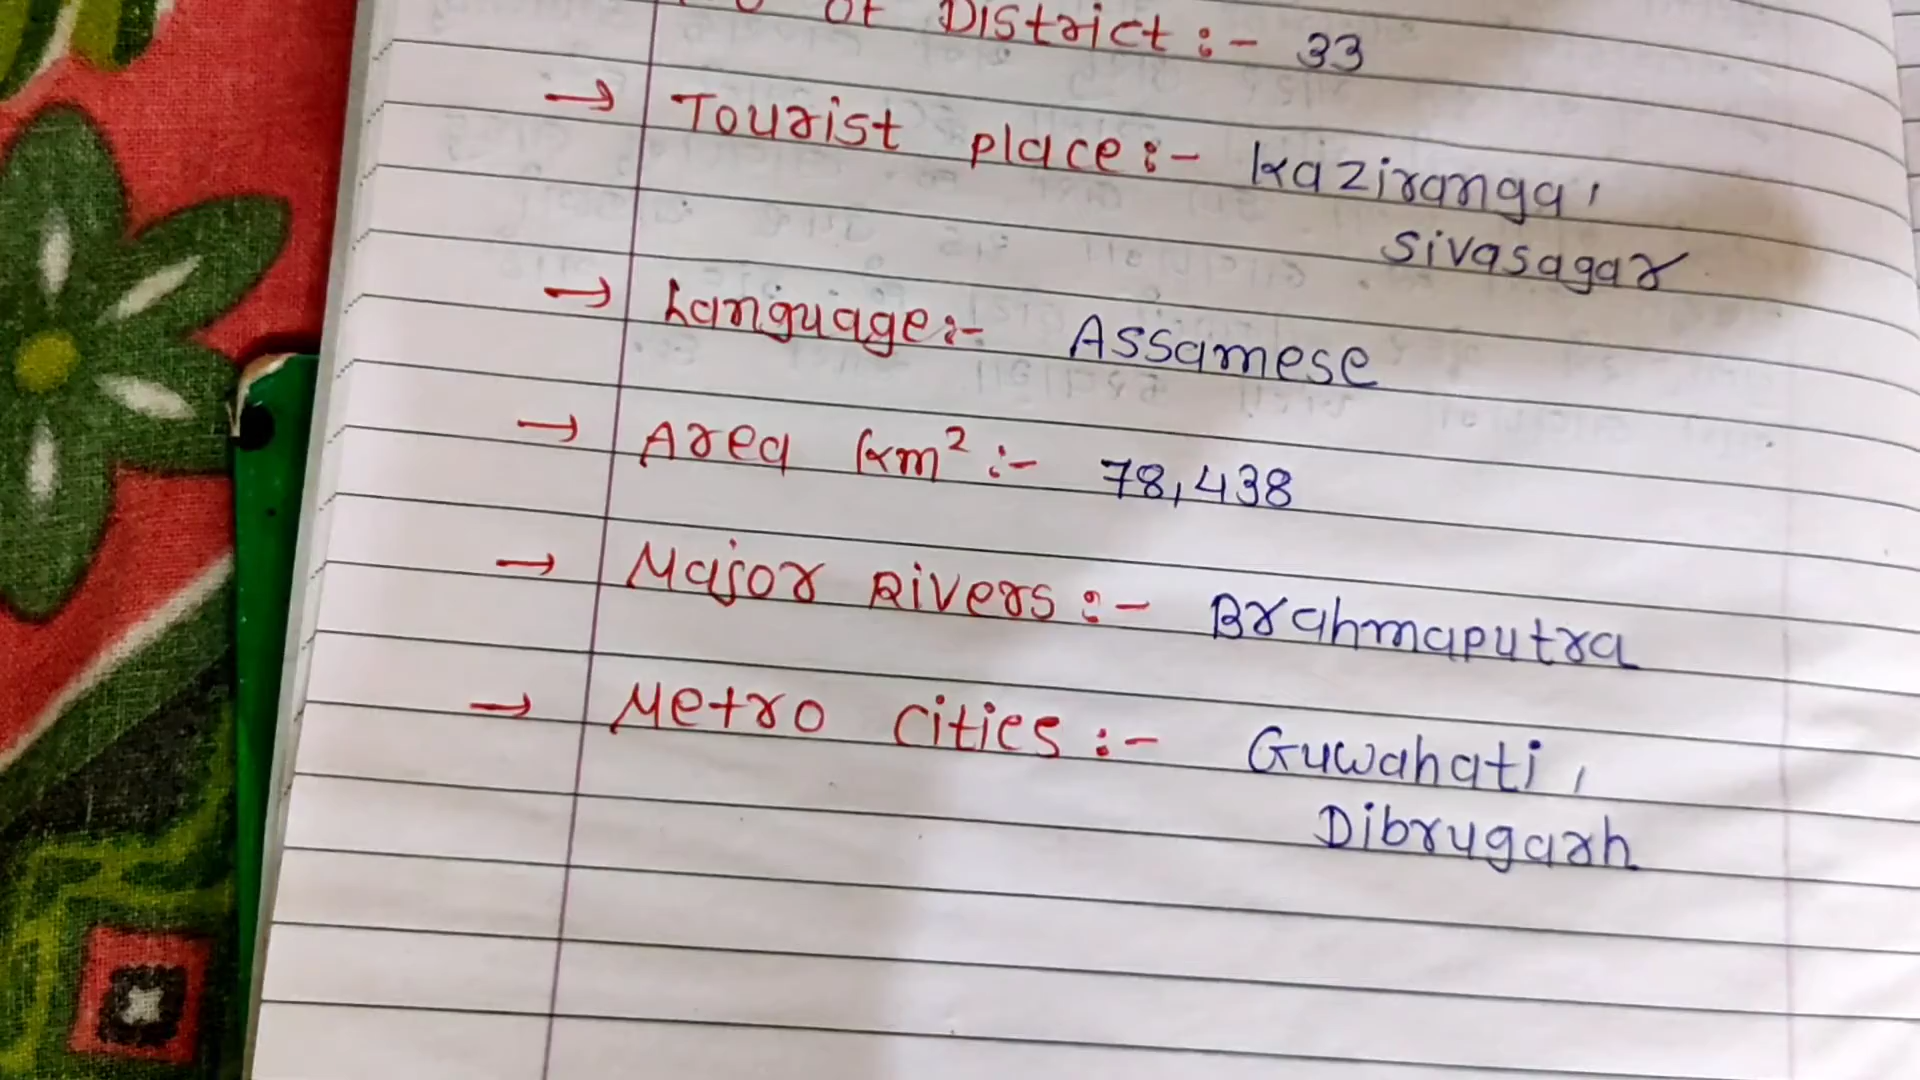 of District :- 33
→ Tourist place :- Kaziranga,
Sivasagar
→ Language :- Assamese
→ Area km² :- 78,438
→ Major Rivers :- Brahmaputra
→ Metro cities :- Guwahati,
Dibrugarh